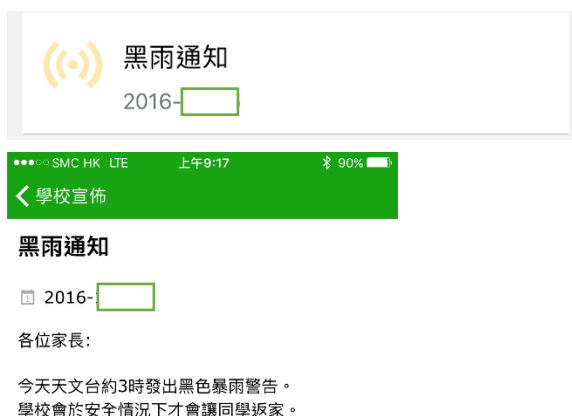 黑雨通知
2016-
SMC HK LTE 上午9:17 90%
學校宣佈
黑雨通知
2016-
各位家長:
今天天文台約3時發出黑色暴雨警告。
學校會於安全情況下才會讓同學返家。